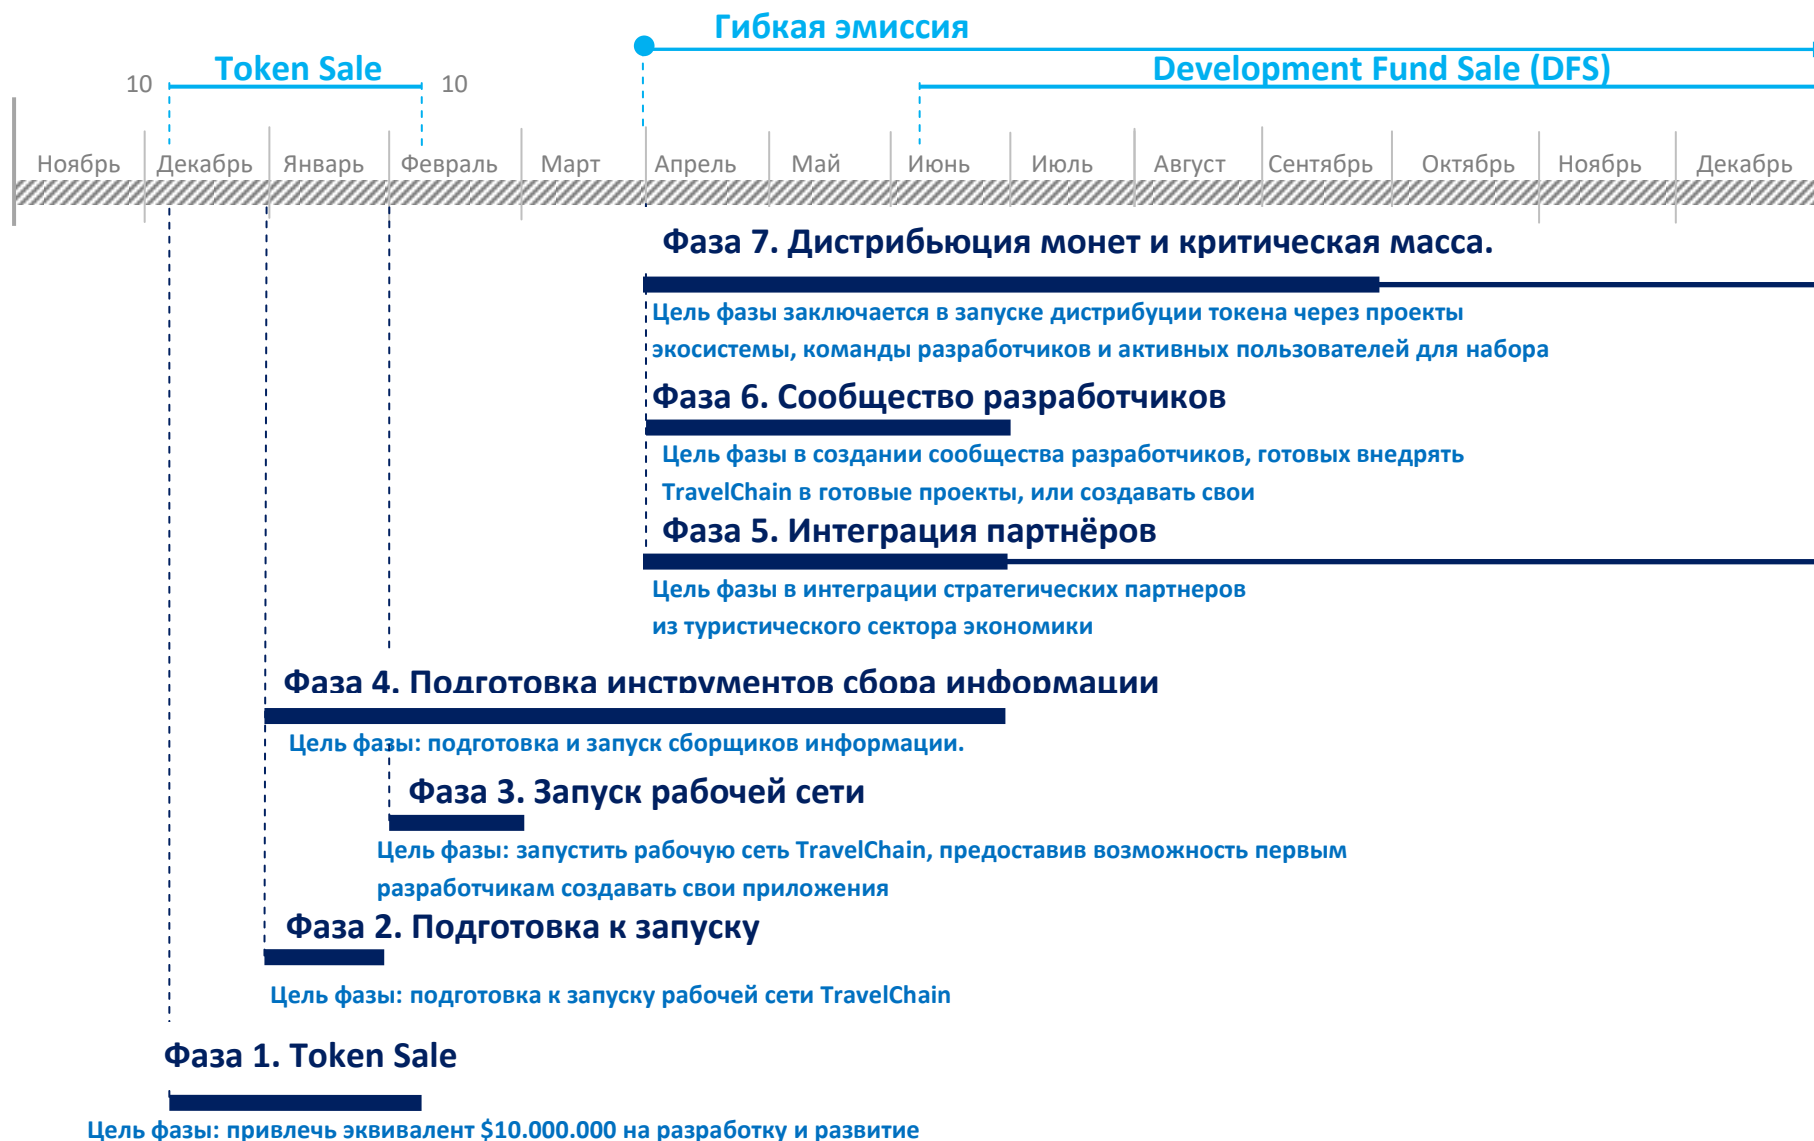 Гибкая эмиссия
Token Sale
Development Fund Sale (DFS)
10
10
Ноябрь Декабрь Январь Февраль Март Апрель Май Июнь Июль Август Сентябрь Октябрь Ноябрь Декабрь
Фаза 7. Дистрибьюция монет и критическая масса.
Цель фазы заключается в запуске дистрибуции токена через проекты
экосистемы, команды разработчиков и активных пользователей для набора
Фаза 6. Сообщество разработчиков
Цель фазы в создании сообщества разработчиков, готовых внедрять
TravelChain в готовые проекты, или создавать свои
Фаза 5. Интеграция партнёров
Цель фазы в интеграции стратегических партнеров
из туристического сектора экономики
Фаза 4. Подготовка инструментов сбора информации
Цель фазы: подготовка и запуск сборщиков информации.
Фаза 3. Запуск рабочей сети
Цель фазы: запустить рабочую сеть TravelChain, предоставив возможность первым
разработчикам создавать свои приложения
Фаза 2. Подготовка к запуску
Цель фазы: подготовка к запуску рабочей сети TravelChain
Фаза 1. Token Sale
Цель фазы: привлечь эквивалент $10.000.000 на разработку и развитие